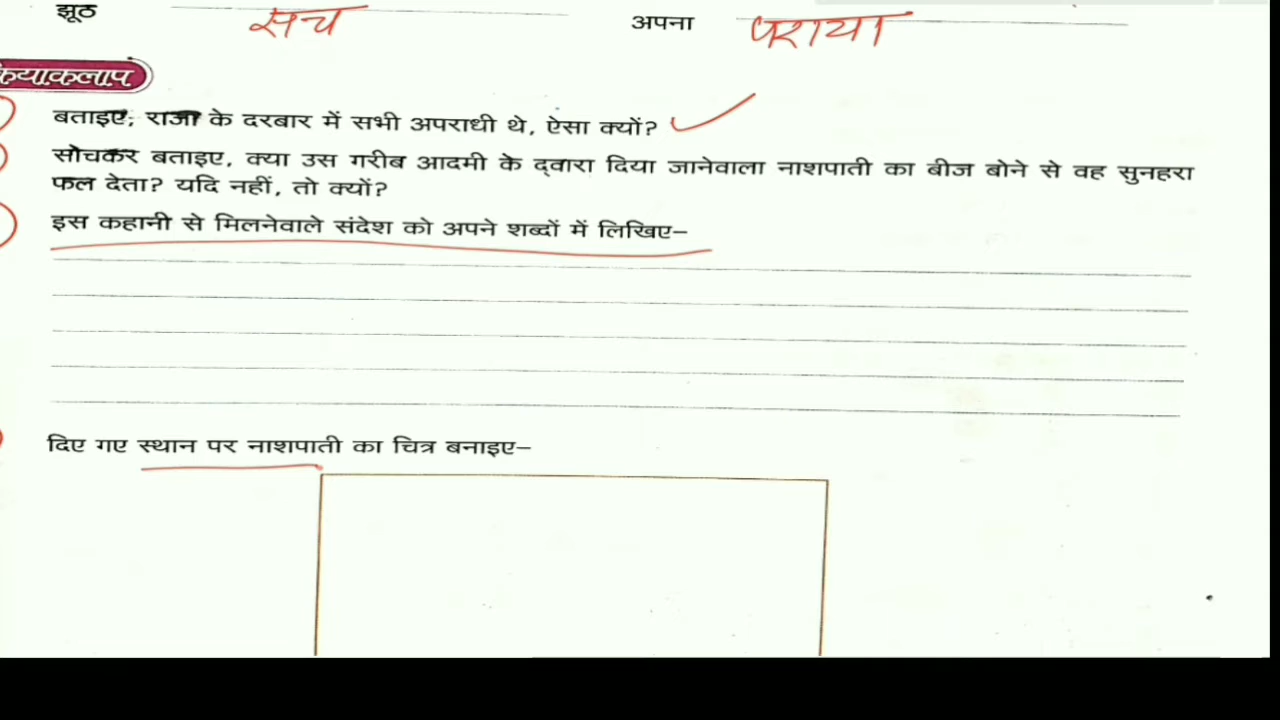 झूठ सच अपना पराया
क्रियाकलाप
बताइए, राजा के दरबार में सभी अपराधी थे, ऐसा क्यों?
सोचकर बताइए, क्या उस गरीब आदमी के द्वारा दिया जानेवाला नाशपाती का बीज बोने से वह सुनहरा
फल देता? यदि नहीं, तो क्यों?
इस कहानी से मिलनेवाले संदेश को अपने शब्दों में लिखिए–
दिए गए स्थान पर नाशपाती का चित्र बनाइए–